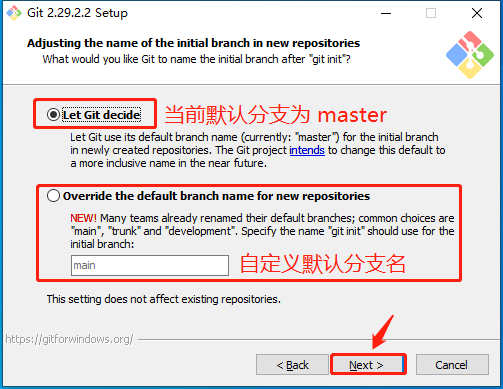 Git 2.29.2.2 Setup
Adjusting the name of the initial branch in new repositories
What would you like Git to name the initial branch after "git init"?
Let Git decide 当前默认分支为 master
Let Git use its default branch name (currently: "master") for the initial branch
in newly created repositories. The Git project intends to change this default to
a more inclusive name in the near future.
Override the default branch name for new repositories
NEW! Many teams already renamed their default branches; common choices are
"main", "trunk" and "development". Specify the name "git init" should use for the
initial branch:
main 自定义默认分支名
This setting does not affect existing repositories.
https://gitforwindows.org/
< Back Next > Cancel